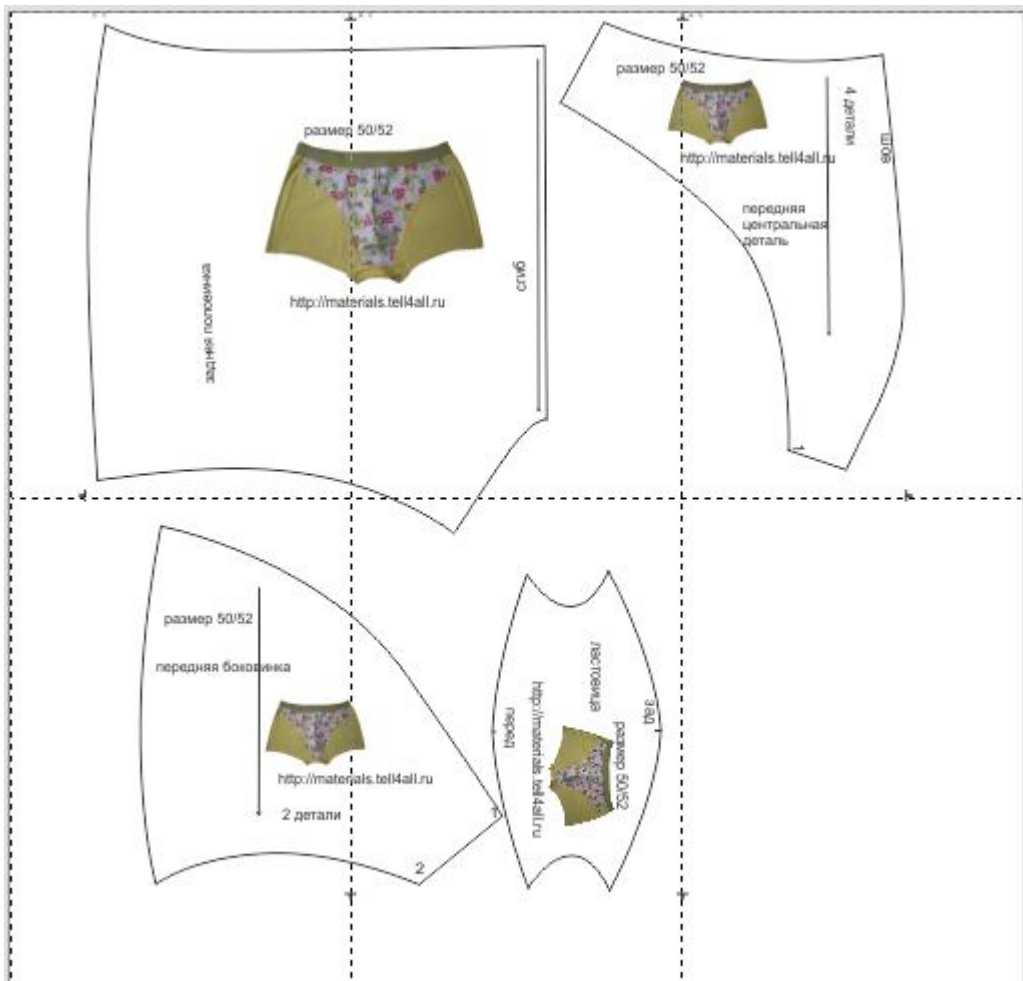 размер 50/52
http://materials.tell4all.ru
задняя половинка
сгиб
размер 50/52
http://materials.tell4all.ru
4 детали
шов
передняя
центральная
деталь
1
размер 50/52
передняя боковинка
http://materials.tell4all.ru
2 детали
1
2
ластовица
перед
зад
http://materials.tell4all.ru
размер 50/52